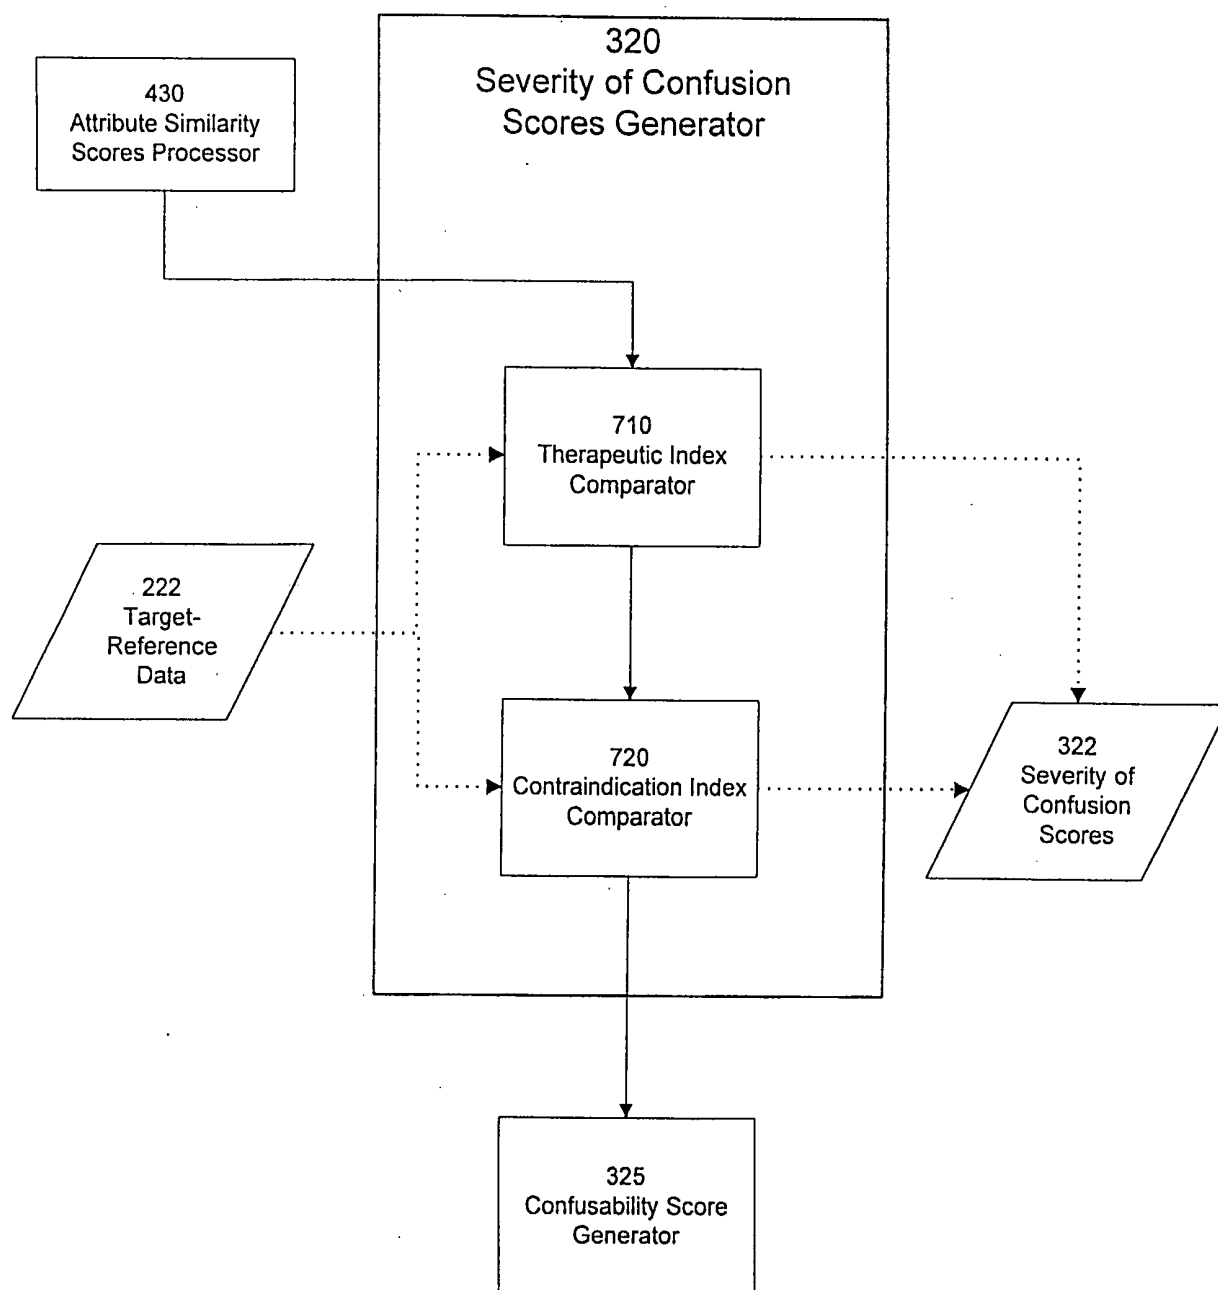 320
Severity of Confusion
Scores Generator
430
Attribute Similarity
Scores Processor
710
Therapeutic Index
Comparator
222
Target-
Reference
Data
720
Contraindication Index
Comparator
322
Severity of
Confusion
Scores
325
Confusability Score
Generator